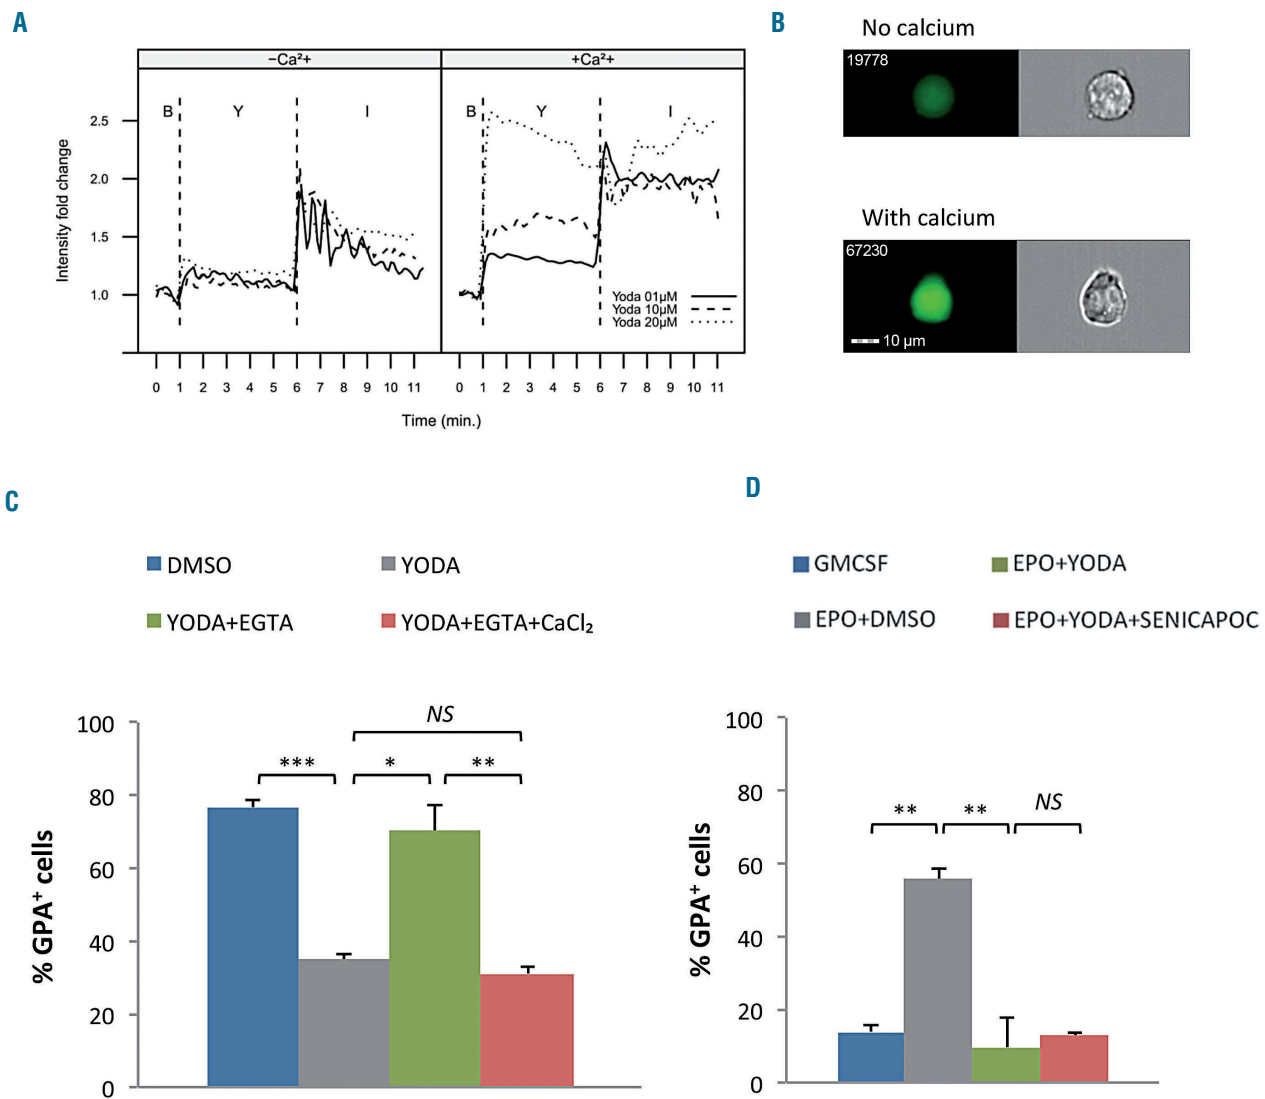 A
−Ca²+
+Ca²+
B Y I
B Y I
Intensity fold change
2.5
2.0
1.5
1.0
Yoda 01µM
Yoda 10µM
Yoda 20µM
0 1 2 3 4 5 6 7 8 9 10 11
0 1 2 3 4 5 6 7 8 9 10 11
Time (min.)
B
No calcium
19778
With calcium
67230
10 µm
C
DMSO
YODA
YODA+EGTA
YODA+EGTA+CaCl₂
% GPA⁺ cells
100
80
60
40
20
0
NS
*** * **
D
GMCSF
EPO+YODA
EPO+DMSO
EPO+YODA+SENICAPOC
% GPA⁺ cells
100
80
60
40
20
0
** ** NS